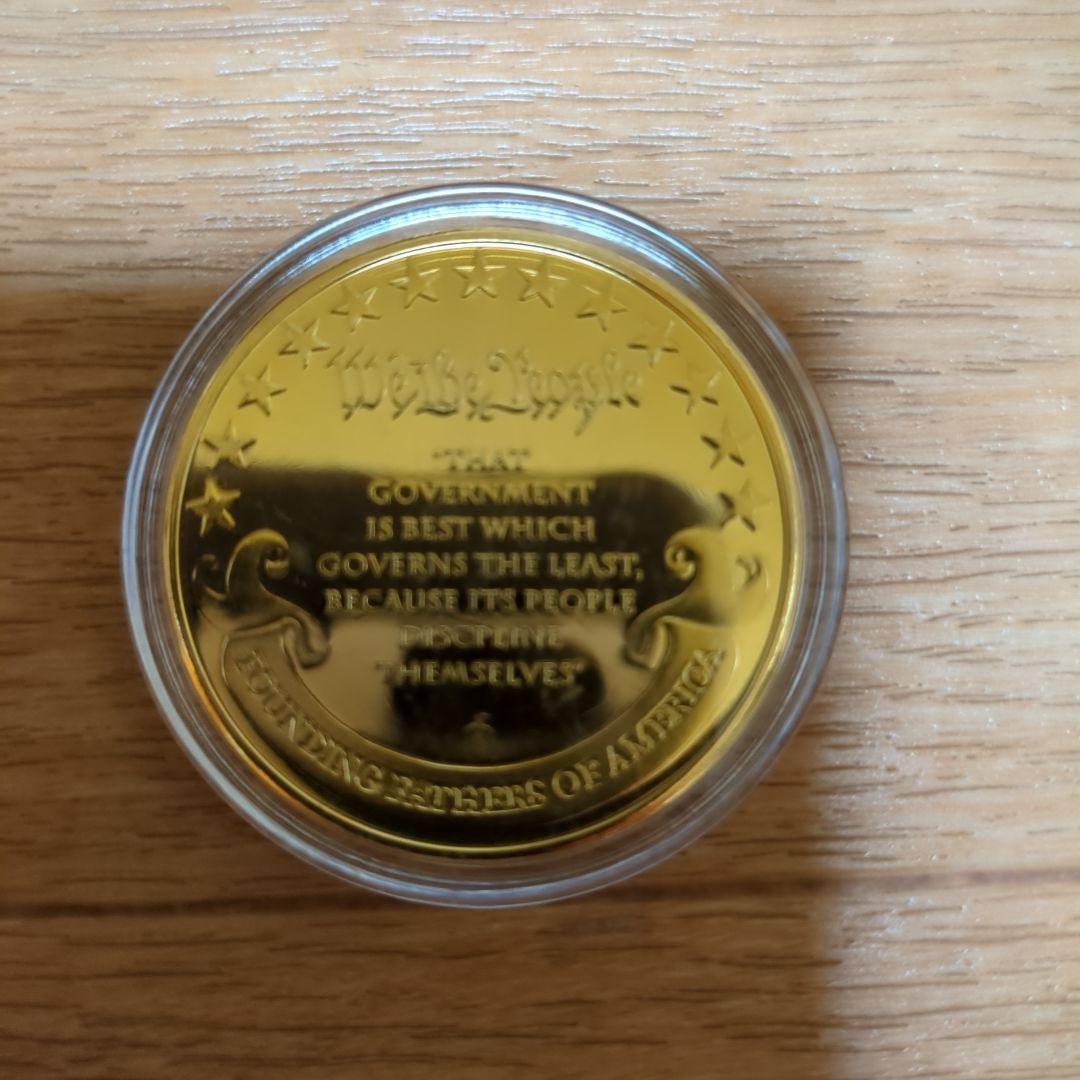 We the People
"THAT
GOVERNMENT
IS BEST WHICH
GOVERNS THE LEAST,
BECAUSE ITS PEOPLE
DISCIPLINE
THEMSELVES"
FOUNDING FATHERS OF AMERICA